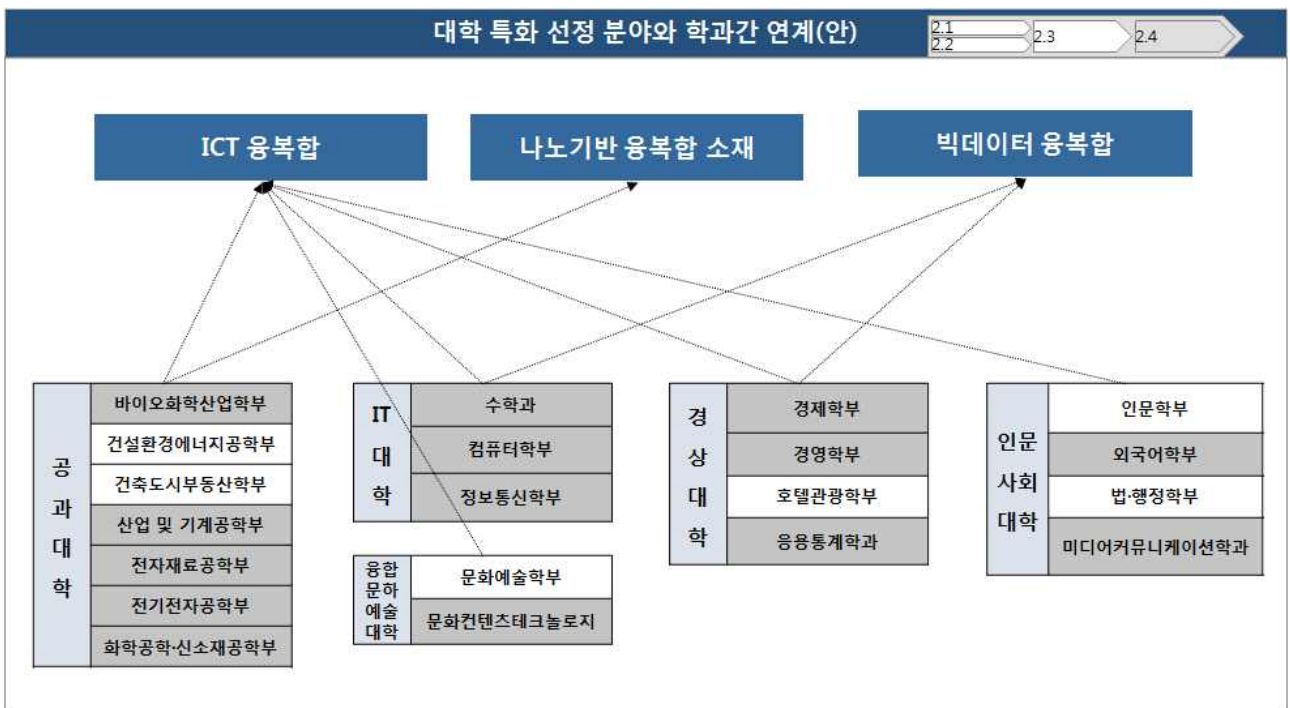 대학 특화 선정 분야와 학과간 연계(안)
2.1
2.2
2.3
2.4
ICT 융복합
나노기반 융복합 소재
빅데이터 융복합
공
과
대
학
바이오화학산업학부
건설환경에너지공학부
건축도시부동산학부
산업 및 기계공학부
전자재료공학부
전기전자공학부
화학공학·신소재공학부
IT
대
학
수학과
컴퓨터학부
정보통신학부
융합
문하
예술
대학
문화예술학부
문화컨텐츠테크놀로지
경
상
대
학
경제학부
경영학부
호텔관광학부
응용통계학과
인문
사회
대학
인문학부
외국어학부
법·행정학부
미디어커뮤니케이션학과